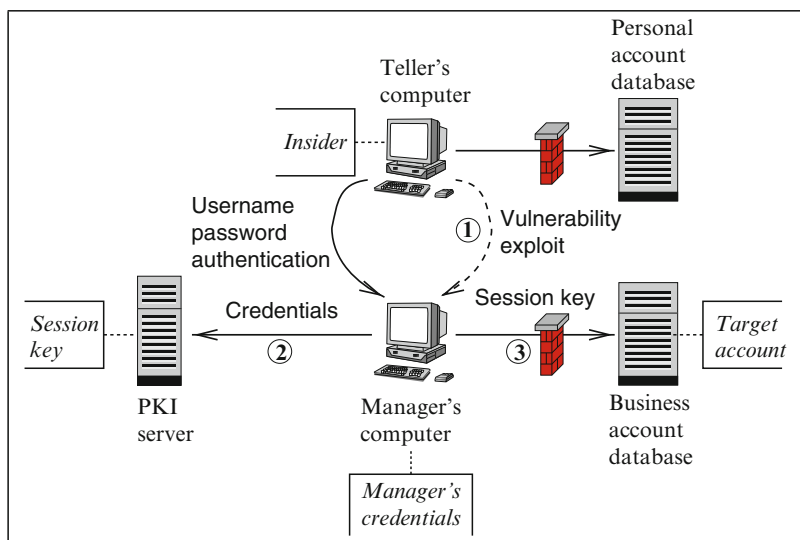 Personal
account
database
Teller's
computer
Insider
Username
password
authentication
1
Vulnerability
exploit
Session
key
Credentials
2
Session key
3
Target
account
PKI
server
Manager's
computer
Business
account
database
Manager's
credentials